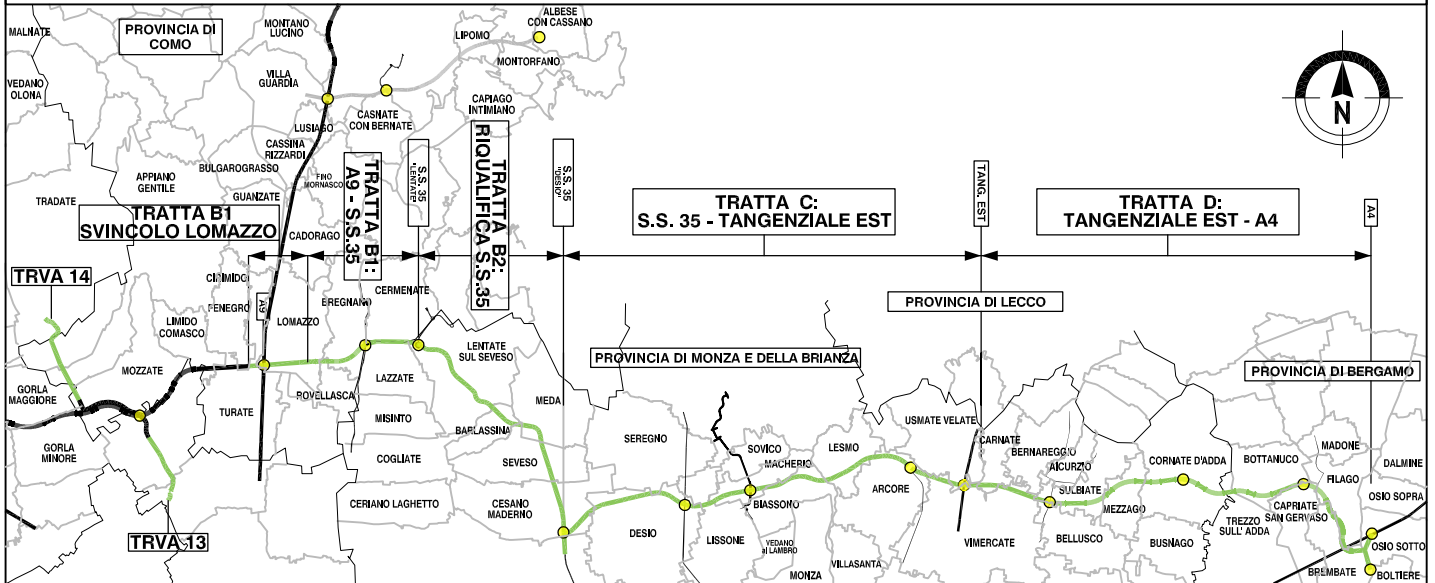 MALNATE
PROVINCIA DI
COMO
MONTANO
LUCINO
LIPOMO
ALBESE
CON CASSANO
MONTORFANO
VEDANO
OLONA
VILLA
GUARDIA
CASNATE
CON BERNATE
CAPIAGO
INTIMIANO
N
LUSIAGO
CASSINA
RIZZARDI
BULGAROGRASSO
APPIANO
GENTILE
FINO
MORNASCO
GUANZATE
TRADATE
TRATTA B1
SVINCOLO LOMAZZO
CADORAGO
TRATTA B1:
A9 - S.S.35
S.S. 35
"LENTATE"
TRATTA B2:
RIQUALIFICA S.S.35
S.S. 35
"DESIO"
TRATTA C:
S.S. 35 - TANGENZIALE EST
TANG. EST
TRATTA D:
TANGENZIALE EST - A4
A4
TRVA 14
CIRIMIDO
FENEGRO
A9
LOMAZZO
BREGNANO
CERMENATE
PROVINCIA DI LECCO
LIMIDO
COMASCO
LENTATE
SUL SEVESO
PROVINCIA DI MONZA E DELLA BRIANZA
PROVINCIA DI BERGAMO
MOZZATE
GORLA
MAGGIORE
LAZZATE
ROVELLASCA
MEDA
TURATE
MISINTO
BARLASSINA
USMATE VELATE
SEREGNO
CARNATE
LESMO
SOVICO
MACHERIO
BERNAREGGIO
AICURZIO
MADONE
GORLA
MINORE
COGLIATE
SEVESO
CORNATE D'ADDA
BOTTANUCO
DALMINE
FILAGO
ARCORE
SULBIATE
OSIO SOPRA
CERIANO LAGHETTO
CESANO
MADERNO
BIASSONO
MEZZAGO
CAPRIATE
SAN GERVASO
TREZZO
SULL' ADDA
DESIO
LISSONE
VEDANO
al LAMBRO
VIMERCATE
BELLUSCO
BUSNAGO
OSIO SOTTO
TRVA 13
VILLASANTA
MONZA
BREMBATE
BOLTIERE